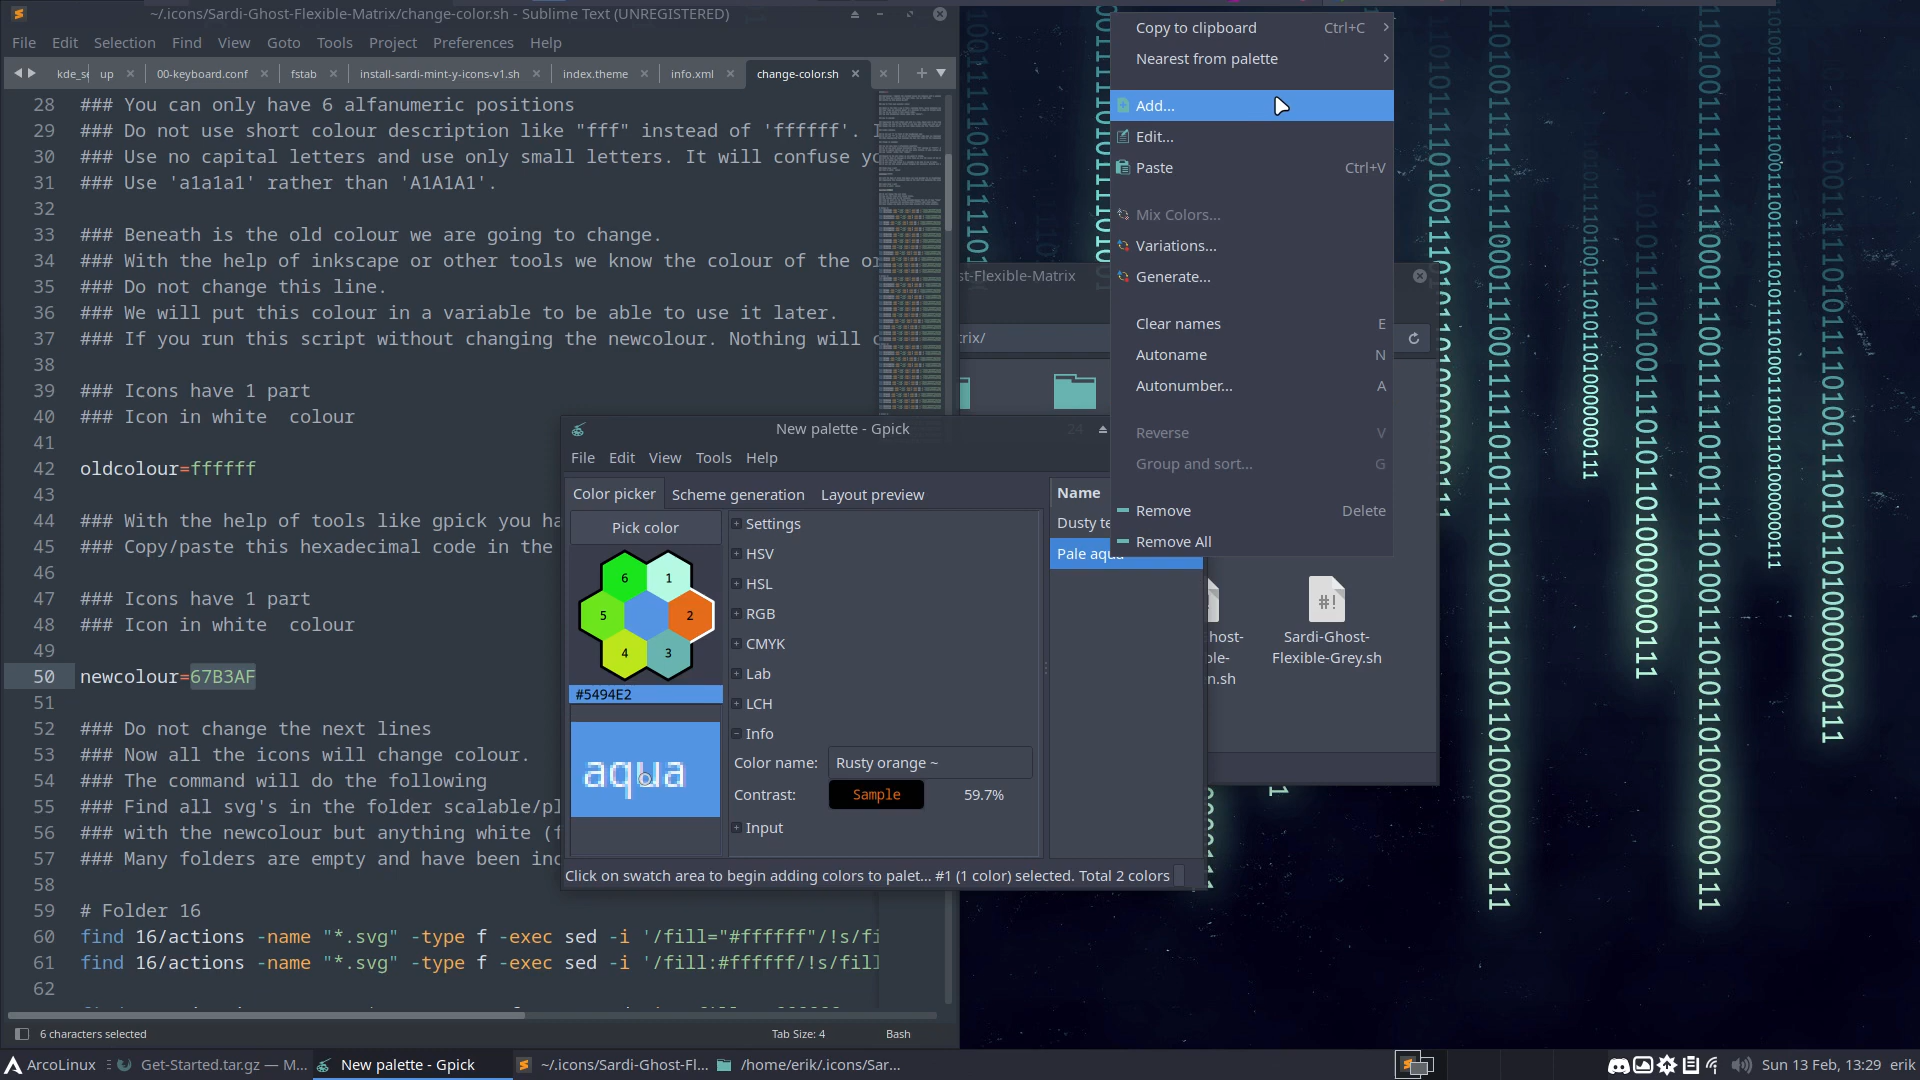 ~/.icons/Sardi-Ghost-Flexible-Matrix/change-color.sh - Sublime Text (UNREGISTERED)
File Edit Selection Find View Goto Tools Project Preferences Help
up 00-keyboard.conf fstab install-sardi-mint-y-icons-v1.sh index.theme info.xml change-color.sh
28 ### You can only have 6 alfanumeric positions
29 ### Do not use short colour description like "fff" instead of 'ffffff'.
30 ### Use no capital letters and use only small letters. It will confuse
31 ### Use 'a1a1a1' rather than 'A1A1A1'.
32
33 ### Beneath is the old colour we are going to change.
34 ### With the help of inkscape or other tools we know the colour of the
35 ### Do not change this line.
36 ### We will put this colour in a variable to be able to use it later.
37 ### If you run this script without changing the newcolour. Nothing will
38
39 ### Icons have 1 part
40 ### Icon in white  colour
41
42 oldcolour=ffffff
43
44 ### With the help of tools like gpick you
45 ### Copy/paste this hexadecimal code in the
46
47 ### Icons have 1 part
48 ### Icon in white  colour
49
50 newcolour=67B3AF
51
52 ### Do not change the next lines
53 ### Now all the icons will change colour.
54 ### The command will do the following
55 ### Find all svg's in the folder
56 ### with the newcolour but anything white
57 ### Many folders are empty and have been
58
59 # Folder 16
60 find 16/actions -name "*.svg" -type f -exec sed -i '/fill="#ffffff"/!s/fi
61 find 16/actions -name "*.svg" -type f -exec sed -i '/fill:#ffffff/!s/fill
62
6 characters selected
Tab Size: 4
Bash
Copy to clipboard Ctrl+C
Nearest from palette
Add...
Edit...
Paste Ctrl+V
Mix Colors...
Variations...
Generate...
Clear names E
Autoname N
Autonumber... A
Reverse V
Group and sort... G
Remove Delete
Remove All
st-Flexible-Matrix
trix/
Sardi-Ghost-
Flexible-Grey.sh
n.sh
New palette - Gpick
File Edit View Tools Help
Color picker Scheme generation Layout preview
Pick color
6 1
5 2
4 3
#5494E2
aqua
Settings
HSV
HSL
RGB
CMYK
Lab
LCH
Info
Color name: Rusty orange ~
Contrast: Sample 59.7%
Input
Name
Dusty te
Pale aqua
Click on swatch area to begin adding colors to palet... #1 (1 color) selected. Total 2 colors
ArcoLinux Get-Started.tar.gz — M... New palette - Gpick ~/.icons/Sardi-Ghost-Fl... /home/erik/.icons/Sar...
Sun 13 Feb, 13:29 erik